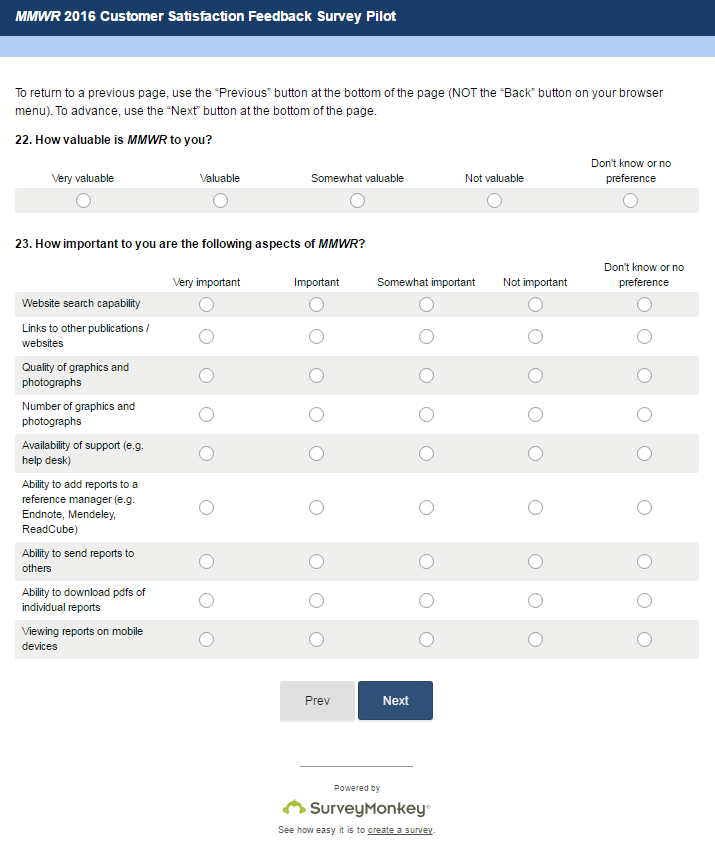 MMWR 2016 Customer Satisfaction Feedback Survey Pilot
To return to a previous page, use the “Previous” button at the bottom of the page (NOT the “Back” button on your browser
menu). To advance, use the “Next” button at the bottom of the page.
22. How valuable is MMWR to you?
Very valuable Valuable Somewhat valuable Not valuable Don't know or no
preference
23. How important to you are the following aspects of MMWR?
Very important Important Somewhat important Not important Don't know or no
preference
Website search capability
Links to other publications /
websites
Quality of graphics and
photographs
Number of graphics and
photographs
Availability of support (e.g.
help desk)
Ability to add reports to a
reference manager (e.g.
Endnote, Mendeley,
ReadCube)
Ability to send reports to
others
Ability to download pdfs of
individual reports
Viewing reports on mobile
devices
Prev Next
Powered by
SurveyMonkey®
See how easy it is to create a survey.